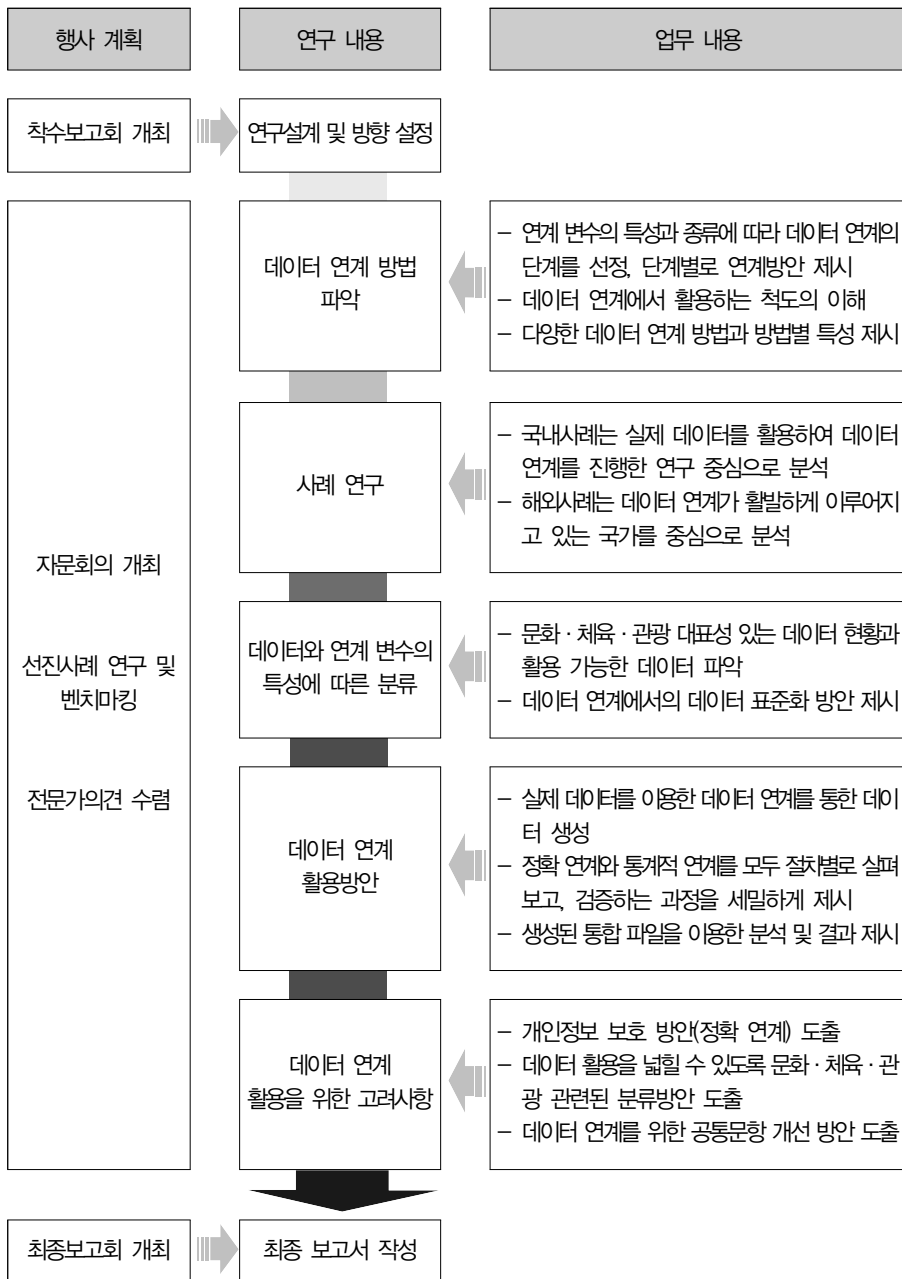 행사 계획
연구 내용
업무 내용
착수보고회 개최
연구설계 및 방향 설정
자문회의 개최
선진사례 연구 및
벤치마킹
전문가의견 수렴
데이터 연계 방법
파악
– 연계 변수의 특성과 종류에 따라 데이터 연계의
단계를 선정, 단계별로 연계방안 제시
– 데이터 연계에서 활용하는 척도의 이해
– 다양한 데이터 연계 방법과 방법별 특성 제시
사례 연구
– 국내사례는 실제 데이터를 활용하여 데이터
연계를 진행한 연구 중심으로 분석
– 해외사례는 데이터 연계가 활발하게 이루어지
고 있는 국가를 중심으로 분석
데이터와 연계 변수의
특성에 따른 분류
– 문화 · 체육 · 관광 대표성 있는 데이터 현황과
활용 가능한 데이터 파악
– 데이터 연계에서의 데이터 표준화 방안 제시
데이터 연계
활용방안
– 실제 데이터를 이용한 데이터 연계를 통한 데이
터 생성
– 정확 연계와 통계적 연계를 모두 절차별로 살펴
보고, 검증하는 과정을 세밀하게 제시
– 생성된 통합 파일을 이용한 분석 및 결과 제시
데이터 연계
활용을 위한 고려사항
– 개인정보 보호 방안(정확 연계) 도출
– 데이터 활용을 넓힐 수 있도록 문화 · 체육 · 관
광 관련된 분류방안 도출
– 데이터 연계를 위한 공통문항 개선 방안 도출
최종보고회 개최
최종 보고서 작성